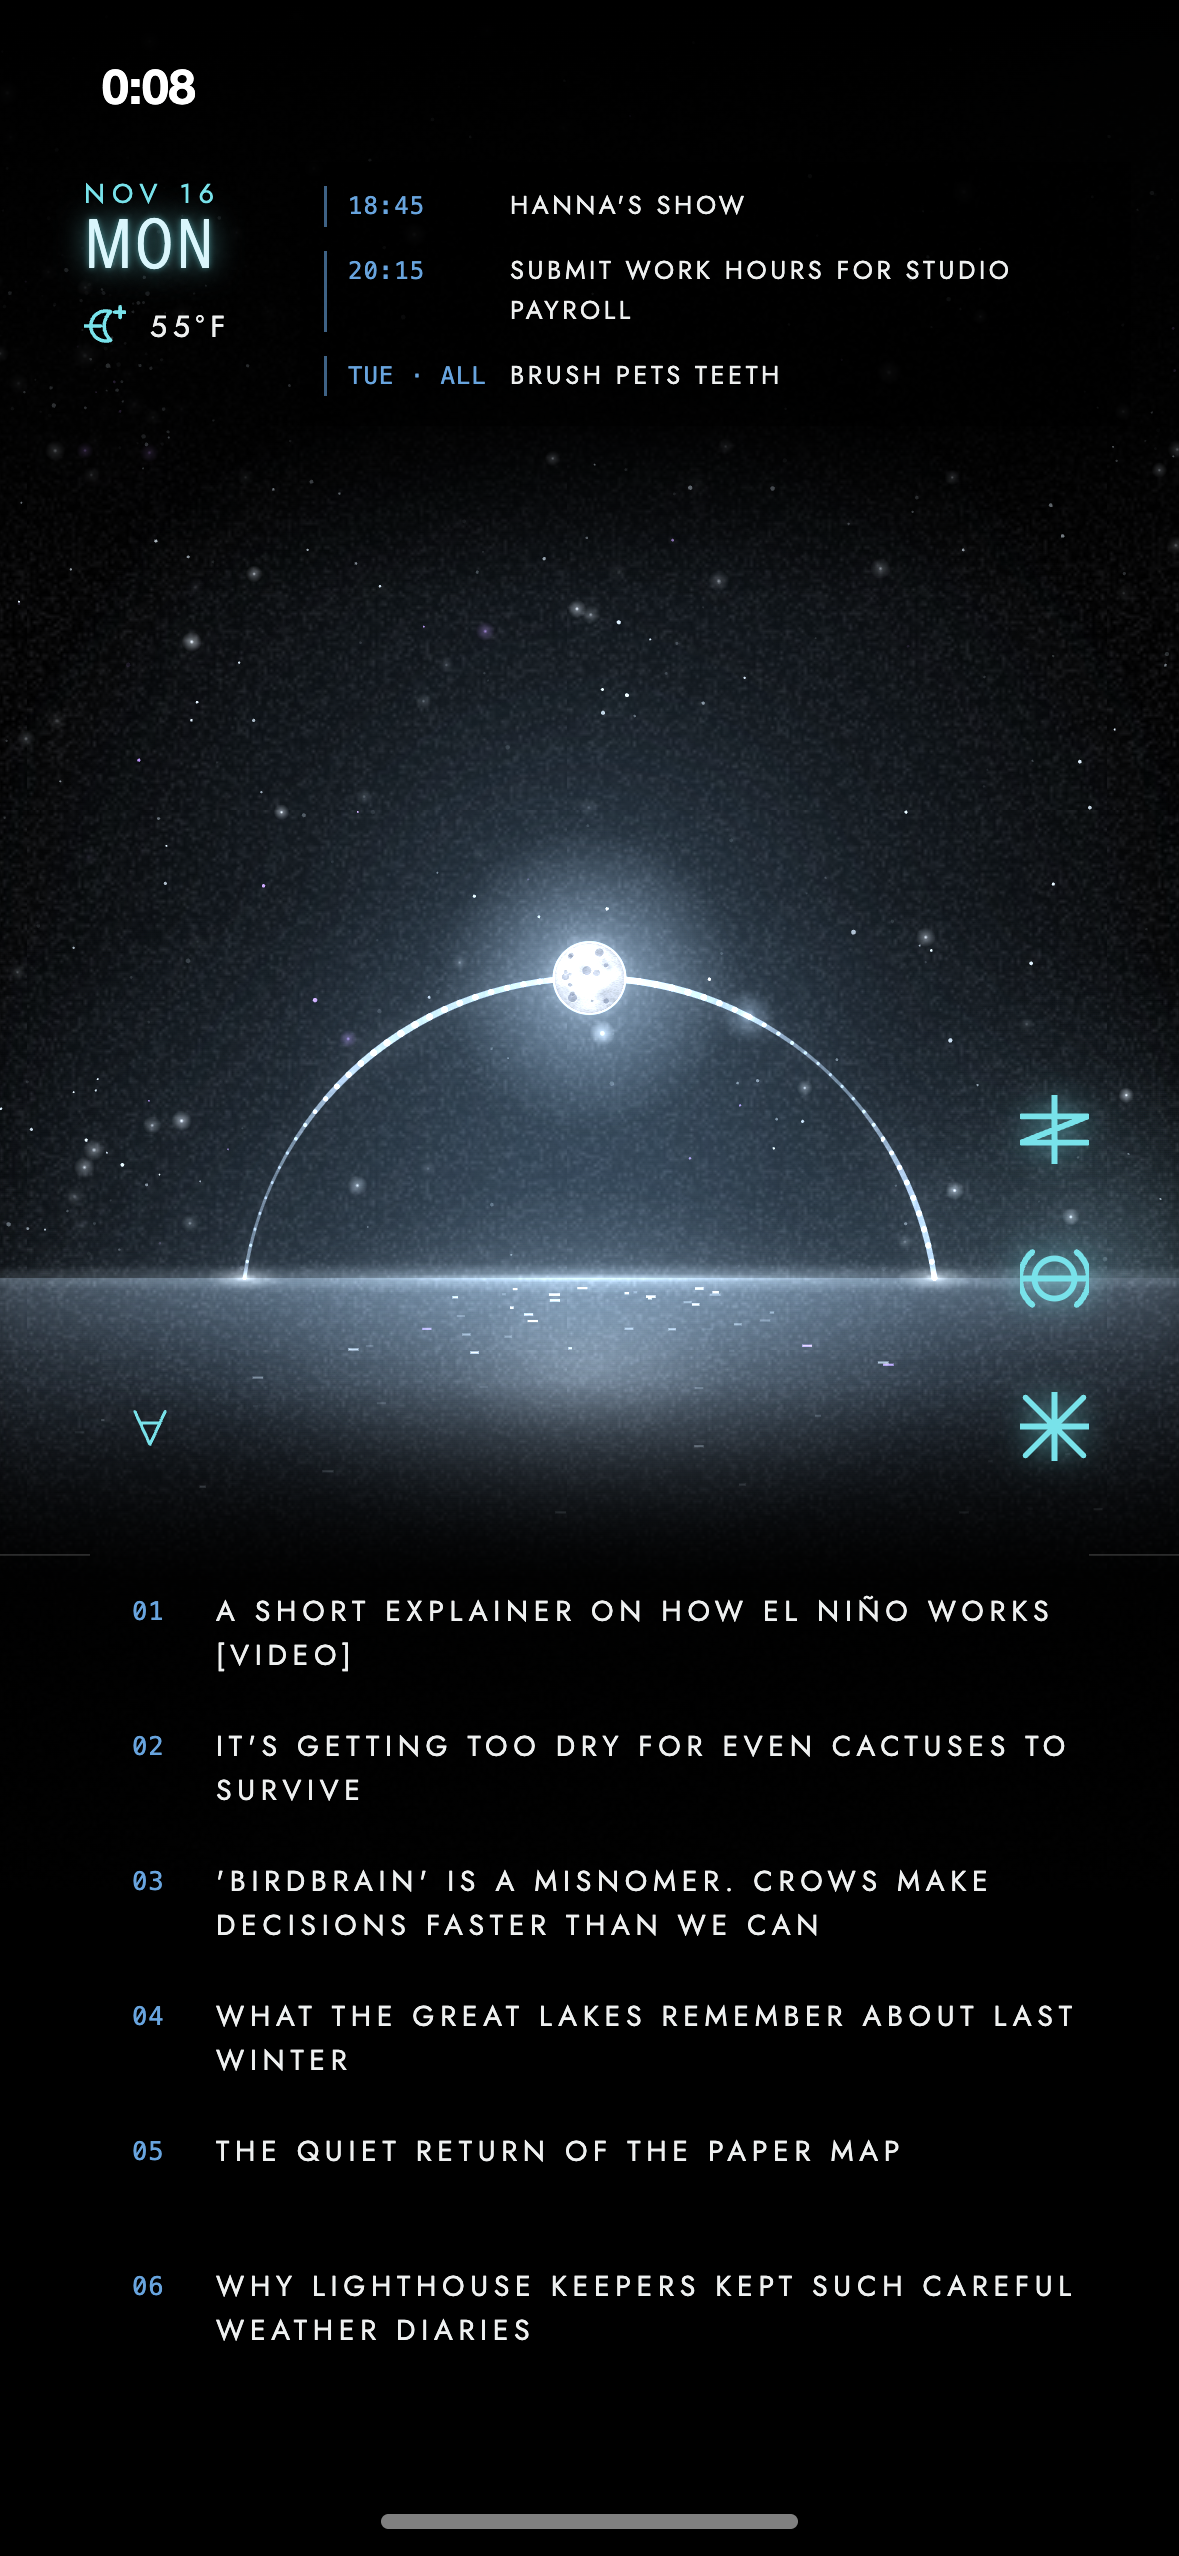 0:08
NOV 16
MON
55°F
18:45 HANNA'S SHOW
20:15 SUBMIT WORK HOURS FOR STUDIO
PAYROLL
TUE · ALL BRUSH PETS TEETH
01 A SHORT EXPLAINER ON HOW EL NIÑO WORKS
[VIDEO]
02 IT'S GETTING TOO DRY FOR EVEN CACTUSES TO
SURVIVE
03 'BIRDBRAIN' IS A MISNOMER. CROWS MAKE
DECISIONS FASTER THAN WE CAN
04 WHAT THE GREAT LAKES REMEMBER ABOUT LAST
WINTER
05 THE QUIET RETURN OF THE PAPER MAP
06 WHY LIGHTHOUSE KEEPERS KEPT SUCH CAREFUL
WEATHER DIARIES